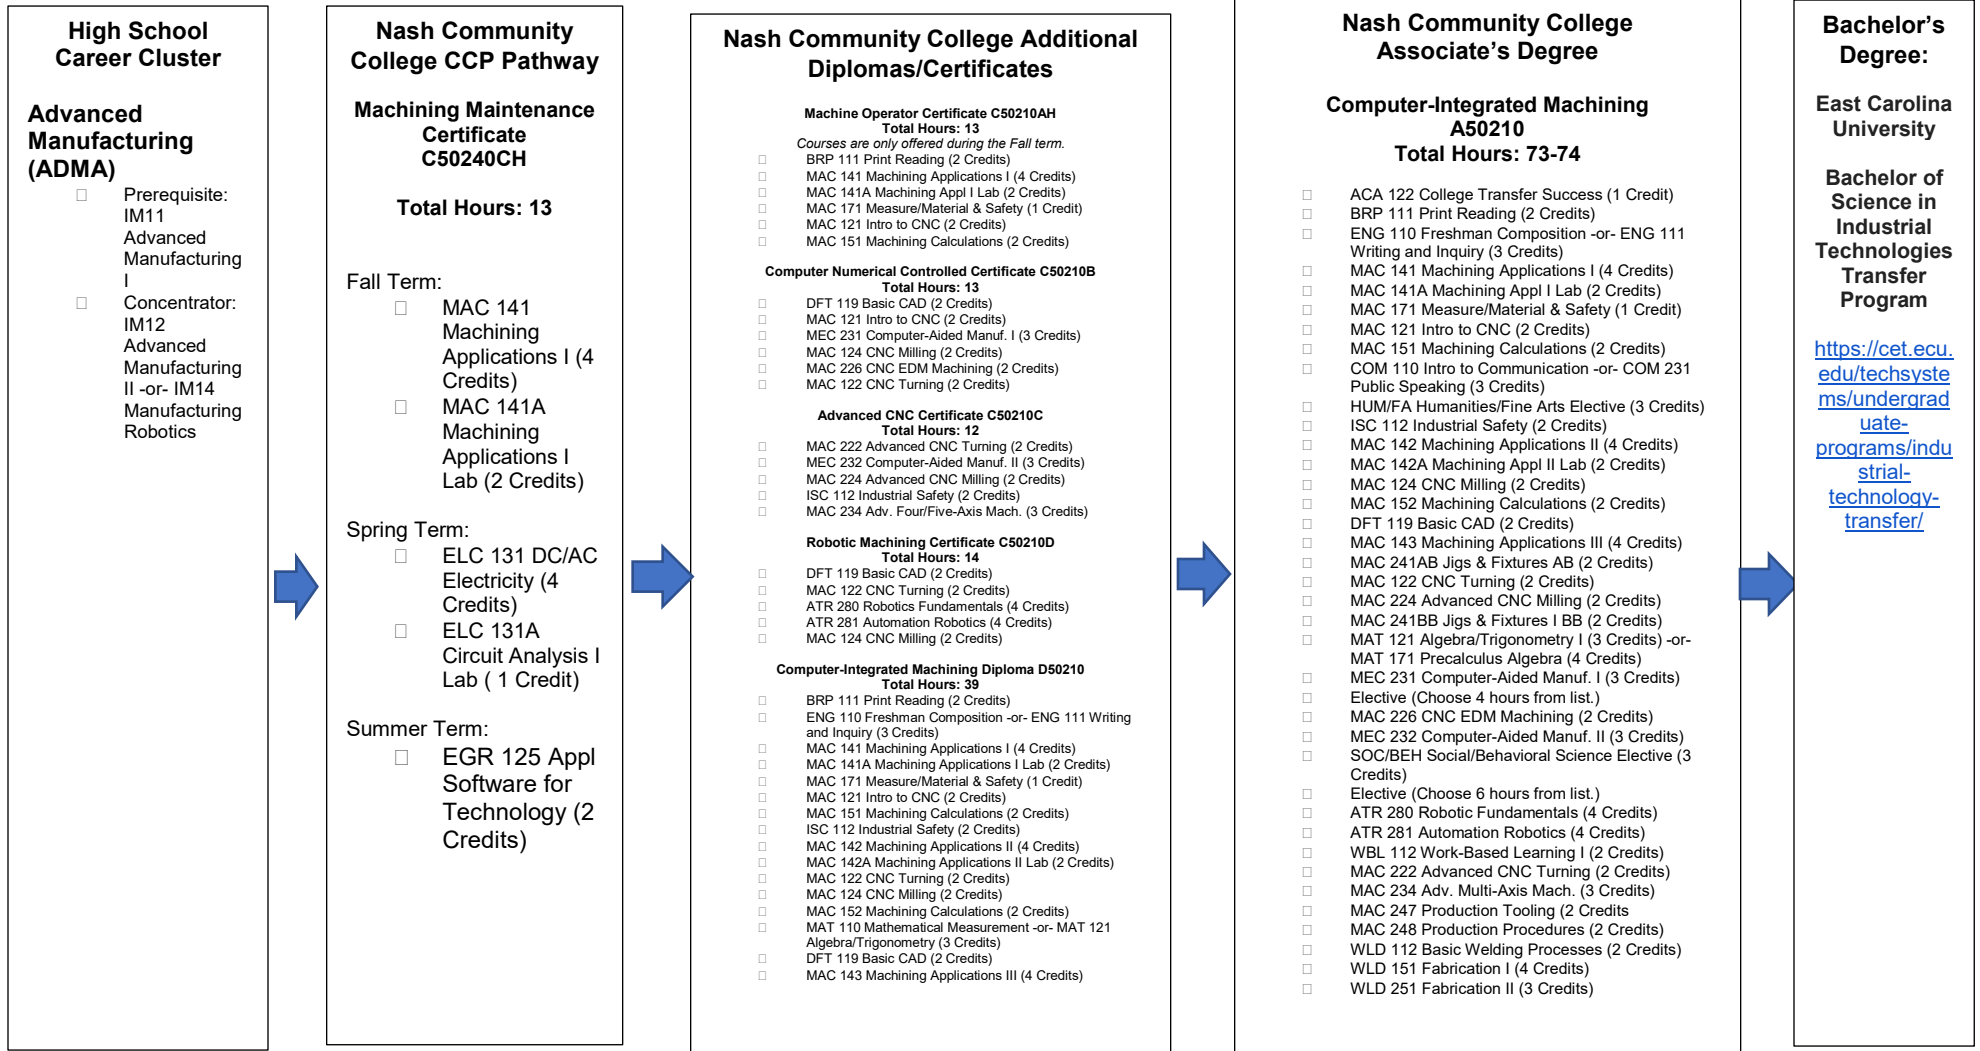 High School
Career Cluster
Advanced
Manufacturing
(ADMA)
Prerequisite:
IM11
Advanced
Manufacturing
I
Concentrator:
IM12
Advanced
Manufacturing
II -or- IM14
Manufacturing
Robotics
Nash Community
College CCP Pathway
Machining Maintenance
Certificate
C50240CH
Total Hours: 13
Fall Term:
MAC 141
Machining
Applications I (4
Credits)
MAC 141A
Machining
Applications I
Lab (2 Credits)
Spring Term:
ELC 131 DC/AC
Electricity (4
Credits)
ELC 131A
Circuit Analysis I
Lab ( 1 Credit)
Summer Term:
EGR 125 Appl
Software for
Technology (2
Credits)
Nash Community College Additional
Diplomas/Certificates
Machine Operator Certificate C50210AH
Total Hours: 13
Courses are only offered during the Fall term.
BRP 111 Print Reading (2 Credits)
MAC 141 Machining Applications I (4 Credits)
MAC 141A Machining Appl I Lab (2 Credits)
MAC 171 Measure/Material & Safety (1 Credit)
MAC 121 Intro to CNC (2 Credits)
MAC 151 Machining Calculations (2 Credits)
Computer Numerical Controlled Certificate C50210B
Total Hours: 13
DFT 119 Basic CAD (2 Credits)
MAC 121 Intro to CNC (2 Credits)
MEC 231 Computer-Aided Manuf. I (3 Credits)
MAC 124 CNC Milling (2 Credits)
MAC 226 CNC EDM Machining (2 Credits)
MAC 122 CNC Turning (2 Credits)
Advanced CNC Certificate C50210C
Total Hours: 12
MAC 222 Advanced CNC Turning (2 Credits)
MEC 232 Computer-Aided Manuf. II (3 Credits)
MAC 224 Advanced CNC Milling (2 Credits)
ISC 112 Industrial Safety (2 Credits)
MAC 234 Adv. Four/Five-Axis Mach. (3 Credits)
Robotic Machining Certificate C50210D
Total Hours: 14
DFT 119 Basic CAD (2 Credits)
MAC 122 CNC Turning (2 Credits)
ATR 280 Robotics Fundamentals (4 Credits)
ATR 281 Automation Robotics (4 Credits)
MAC 124 CNC Milling (2 Credits)
Computer-Integrated Machining Diploma D50210
Total Hours: 39
BRP 111 Print Reading (2 Credits)
ENG 110 Freshman Composition -or- ENG 111 Writing
and Inquiry (3 Credits)
MAC 141 Machining Applications I (4 Credits)
MAC 141A Machining Applications I Lab (2 Credits)
MAC 171 Measure/Material & Safety (1 Credit)
MAC 121 Intro to CNC (2 Credits)
MAC 151 Machining Calculations (2 Credits)
ISC 112 Industrial Safety (2 Credits)
MAC 142 Machining Applications II (4 Credits)
MAC 142A Machining Applications II Lab (2 Credits)
MAC 122 CNC Turning (2 Credits)
MAC 124 CNC Milling (2 Credits)
MAC 152 Machining Calculations (2 Credits)
MAT 110 Mathematical Measurement -or- MAT 121
Algebra/Trigonometry (3 Credits)
DFT 119 Basic CAD (2 Credits)
MAC 143 Machining Applications III (4 Credits)
Nash Community College
Associate's Degree
Computer-Integrated Machining
A50210
Total Hours: 73-74
ACA 122 College Transfer Success (1 Credit)
BRP 111 Print Reading (2 Credits)
ENG 110 Freshman Composition -or- ENG 111
Writing and Inquiry (3 Credits)
MAC 141 Machining Applications I (4 Credits)
MAC 141A Machining Appl I Lab (2 Credits)
MAC 171 Measure/Material & Safety (1 Credit)
MAC 121 Intro to CNC (2 Credits)
MAC 151 Machining Calculations (2 Credits)
COM 110 Intro to Communication -or- COM 231
Public Speaking (3 Credits)
HUM/FA Humanities/Fine Arts Elective (3 Credits)
ISC 112 Industrial Safety (2 Credits)
MAC 142 Machining Applications II (4 Credits)
MAC 142A Machining Appl II Lab (2 Credits)
MAC 124 CNC Milling (2 Credits)
MAC 152 Machining Calculations (2 Credits)
DFT 119 Basic CAD (2 Credits)
MAC 143 Machining Applications III (4 Credits)
MAC 241AB Jigs & Fixtures AB (2 Credits)
MAC 122 CNC Turning (2 Credits)
MAC 224 Advanced CNC Milling (2 Credits)
MAC 241BB Jigs & Fixtures I BB (2 Credits)
MAT 121 Algebra/Trigonometry I (3 Credits) -or-
MAT 171 Precalculus Algebra (4 Credits)
MEC 231 Computer-Aided Manuf. I (3 Credits)
Elective (Choose 4 hours from list.)
MAC 226 CNC EDM Machining (2 Credits)
MEC 232 Computer-Aided Manuf. II (3 Credits)
SOC/BEH Social/Behavioral Science Elective (3
Credits)
Elective (Choose 6 hours from list.)
ATR 280 Robotic Fundamentals (4 Credits)
ATR 281 Automation Robotics (4 Credits)
WBL 112 Work-Based Learning I (2 Credits)
MAC 222 Advanced CNC Turning (2 Credits)
MAC 234 Adv. Multi-Axis Mach. (3 Credits)
MAC 247 Production Tooling (2 Credits
MAC 248 Production Procedures (2 Credits)
WLD 112 Basic Welding Processes (2 Credits)
WLD 151 Fabrication I (4 Credits)
WLD 251 Fabrication II (3 Credits)
Bachelor's
Degree:
East Carolina
University
Bachelor of
Science in
Industrial
Technologies
Transfer
Program
https://cet.ecu.
edu/techsyste
ms/undergrad
uate-
programs/indu
strial-
technology-
transfer/